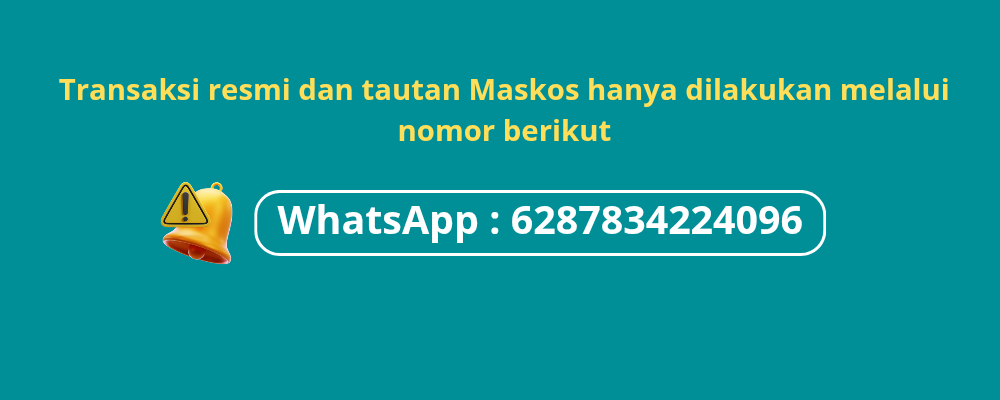 Transaksi resmi dan tautan Maskos hanya dilakukan melalui
nomor berikut
WhatsApp : 6287834224096